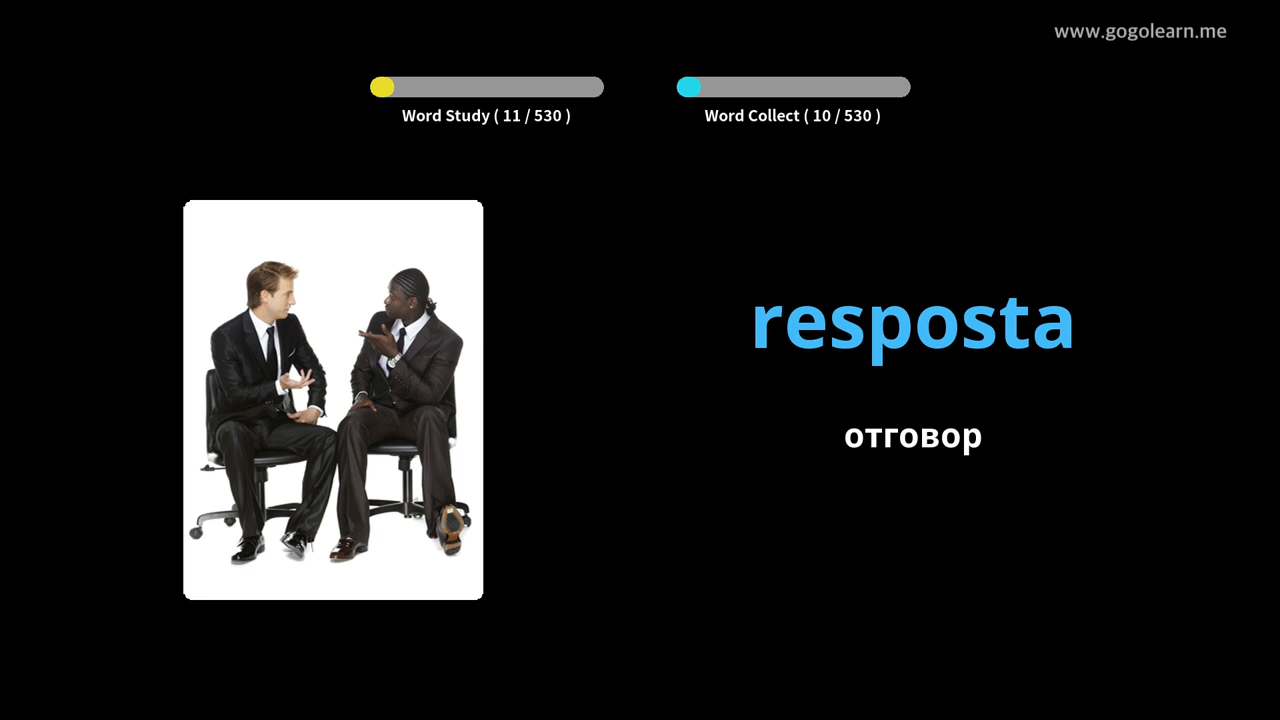 www.gogolearn.me
Word Study ( 11 / 530 )
Word Collect ( 10 / 530 )
resposta
отговор